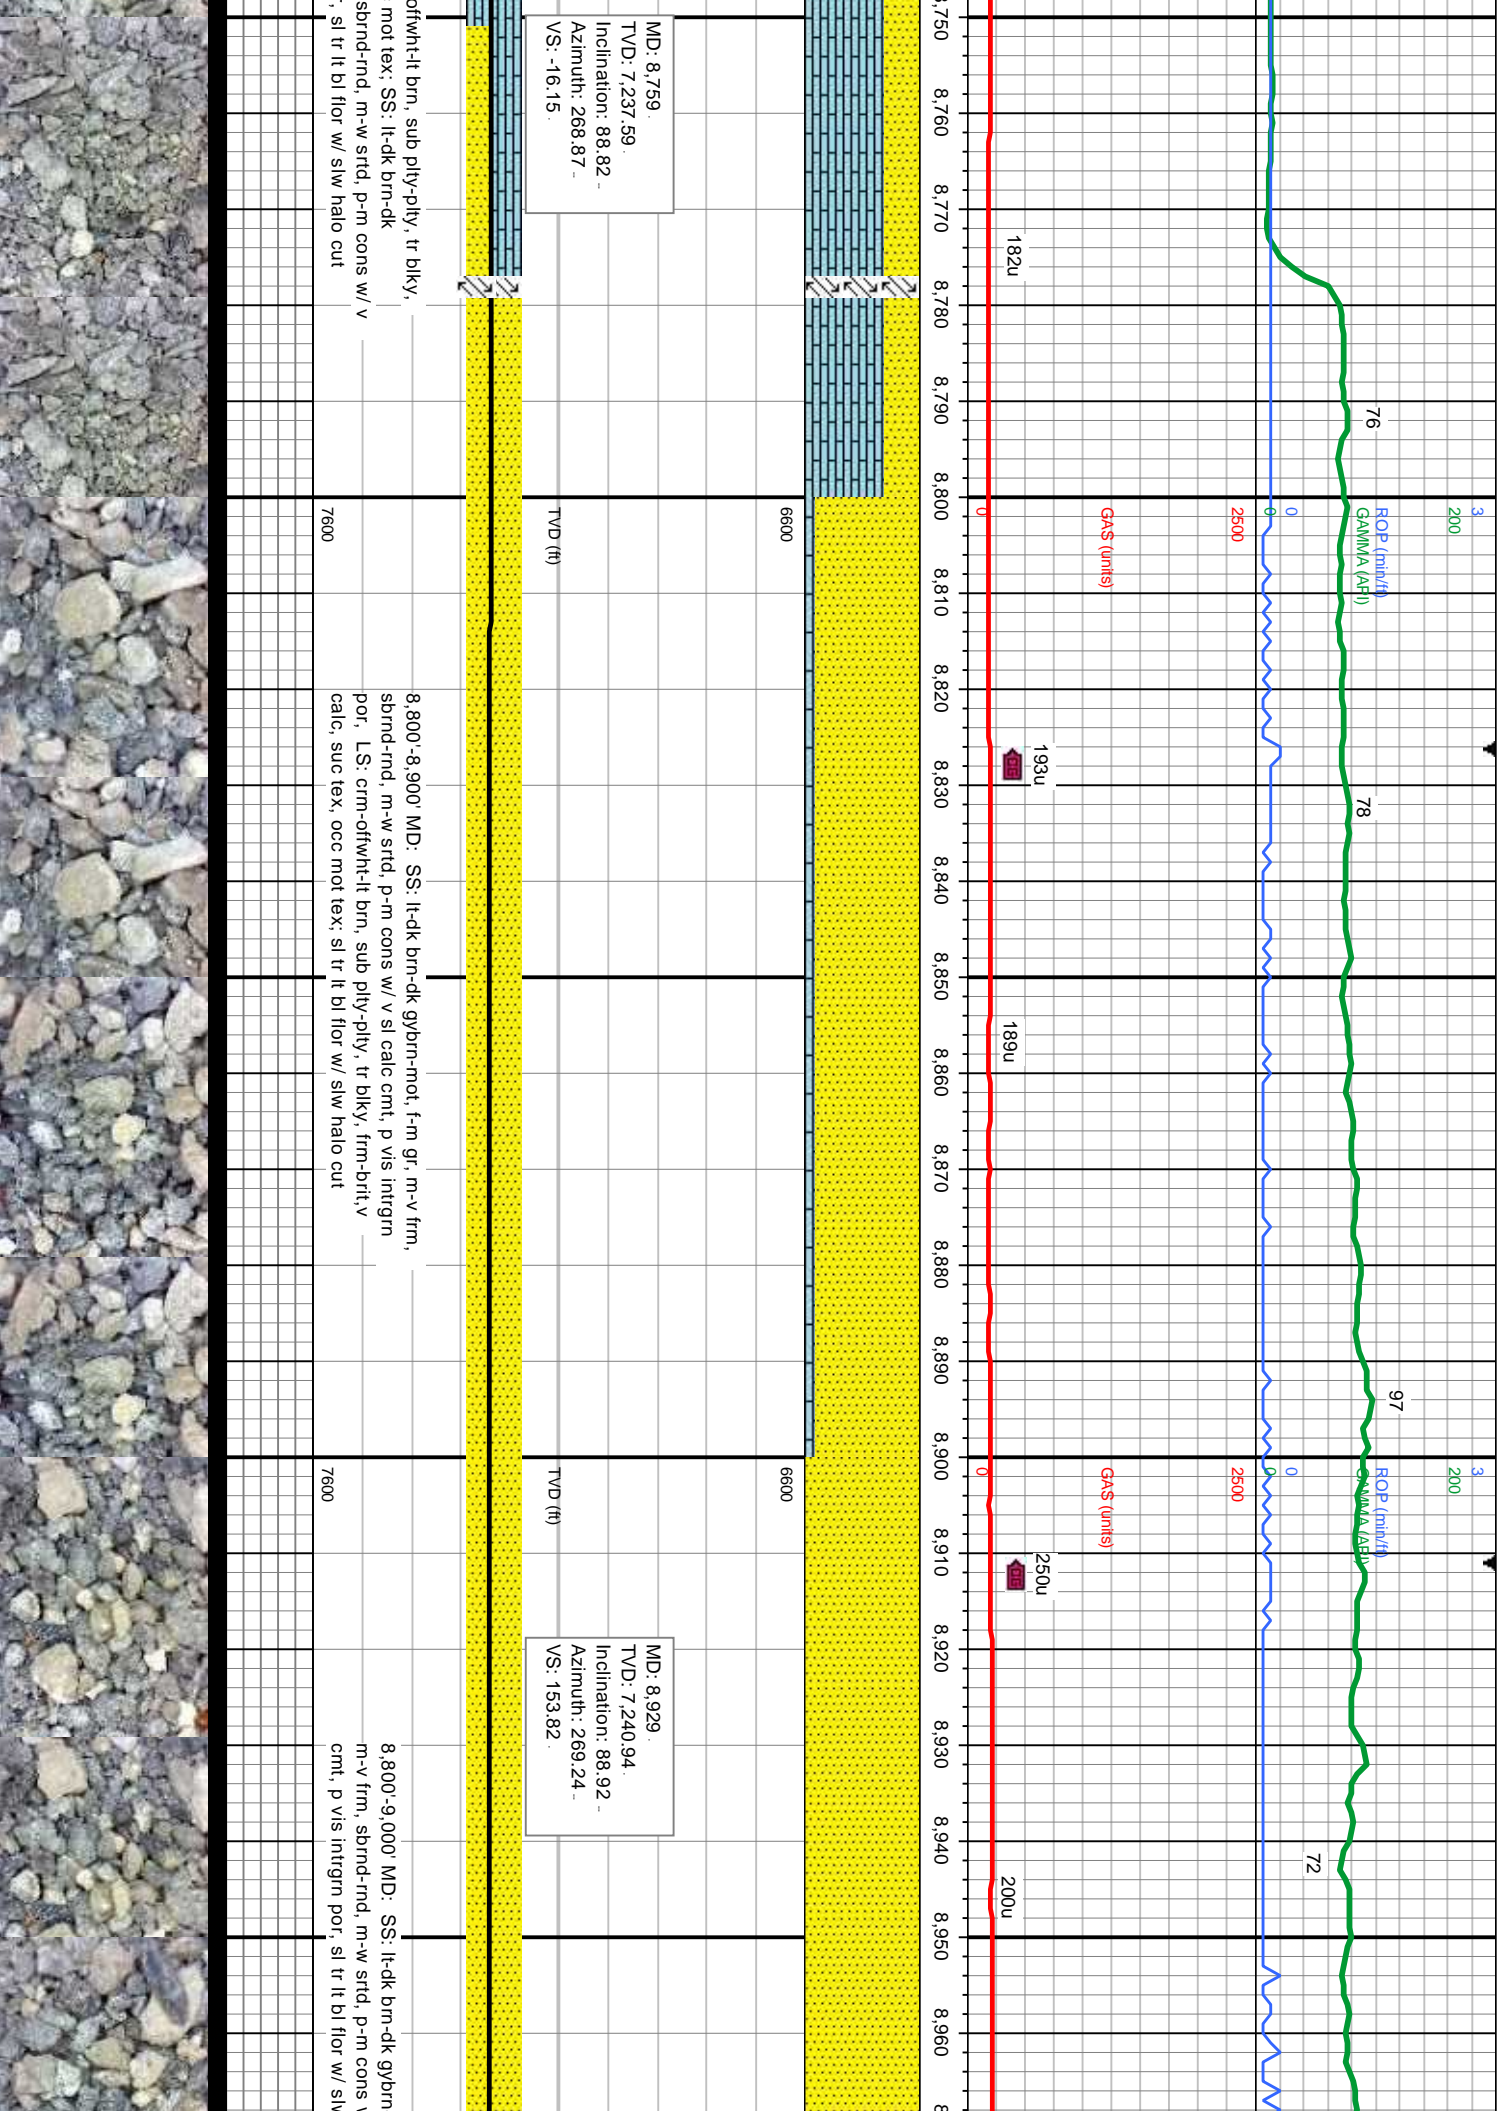 3
200
ROP (min/ft)
GAMMA (API)
0
0
2500
GAS (units)
0
3
200
ROP (min/ft)
GAMMA (API)
0
0
2500
GAS (units)
0
76
78
97
72
182u
193u
189u
250u
200u
8,760
8,770
8,780
8,790
8,800
8,810
8,820
8,830
8,840
8,850
8,860
8,870
8,880
8,890
8,900
8,910
8,920
8,930
8,940
8,950
8,960
6600
TVD (ft)
7600
6600
TVD (ft)
7600
MD: 8,759
TVD: 7,237.59
Inclination: 88.82
Azimuth: 268.87
VS: -16.15
MD: 8,929
TVD: 7,240.94
Inclination: 88.92
Azimuth: 269.24
VS: 153.82
offwht-lt brn, sub plty-plty, tr blky,
mot tex; SS: lt-dk brn-dk
sbrnd-rnd, m-w srtd, p-m cons w/ v
sl tr lt bl flor w/ slw halo cut
8,800'-8,900' MD: SS: lt-dk brn-dk gybrn-mot, f-m gr, m-v frm,
sbrnd-rnd, m-w srtd, p-m cons w/ v sl calc cmt, p vis intrgrn
por, LS: crm-offwht-lt brn, sub plty-plty, tr blky, frm-brit,v
calc, suc tex, occ mot tex; sl tr lt bl flor w/ slw halo cut
8,800'-9,000' MD: SS: lt-dk brn-dk gybrn
m-v frm, sbrnd-rnd, m-w srtd, p-m cons
cmt, p vis intrgrn por, sl tr lt bl flor w/